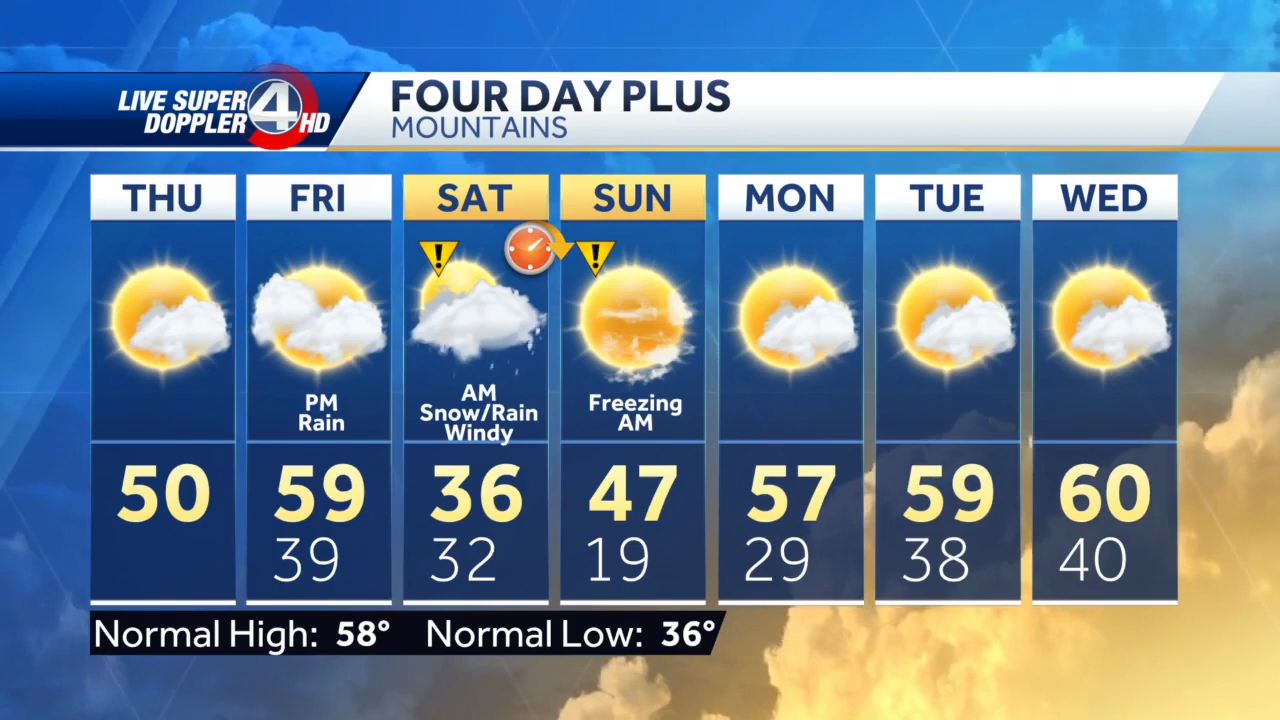 LIVE SUPER
DOPPLER 4 HD
FOUR DAY PLUS
MOUNTAINS
THU FRI SAT SUN MON TUE WED
! !
PM
Rain
AM
Snow/Rain
Windy
Freezing
AM
50 59 36 47 57 59 60
39 32 19 29 38 40
Normal High: 58° Normal Low: 36°